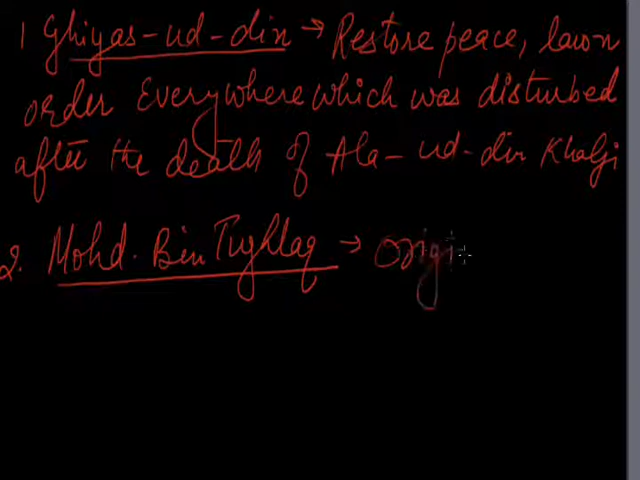 1 Ghiyas-ud-din → Restore peace, law n
order Everywhere which was disturbed
after the death of Ala-ud-din Khalji
2. Mohd. Bin Tughlaq → Origi